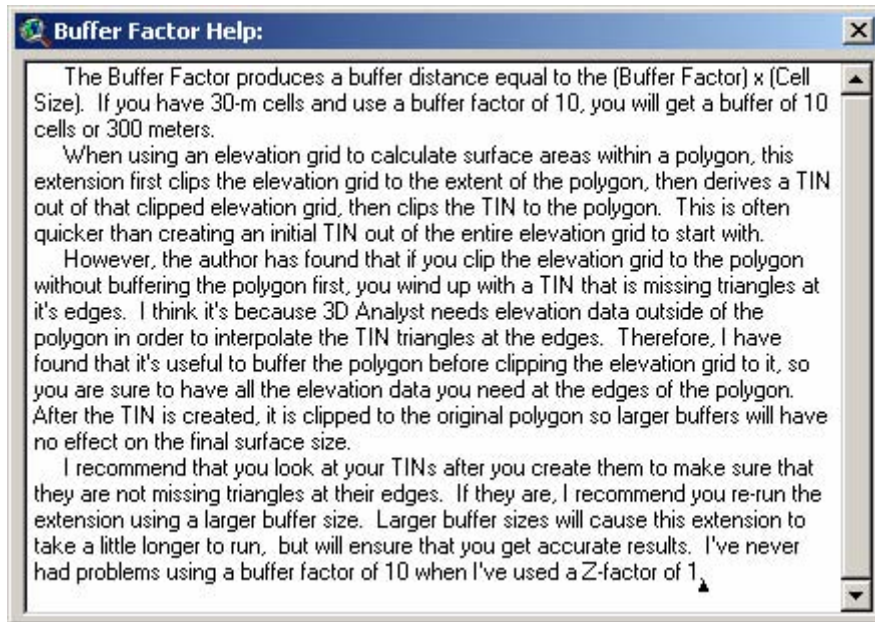 Buffer Factor Help:
The Buffer Factor produces a buffer distance equal to the (Buffer Factor) x (Cell
Size). If you have 30-m cells and use a buffer factor of 10, you will get a buffer of 10
cells or 300 meters.
When using an elevation grid to calculate surface areas within a polygon, this
extension first clips the elevation grid to the extent of the polygon, then derives a TIN
out of that clipped elevation grid, then clips the TIN to the polygon. This is often
quicker than creating an initial TIN out of the entire elevation grid to start with.
However, the author has found that if you clip the elevation grid to the polygon
without buffering the polygon first, you wind up with a TIN that is missing triangles at
it's edges. I think it's because 3D Analyst needs elevation data outside of the
polygon in order to interpolate the TIN triangles at the edges. Therefore, I have
found that it's useful to buffer the polygon before clipping the elevation grid to it, so
you are sure to have all the elevation data you need at the edges of the polygon.
After the TIN is created, it is clipped to the original polygon so larger buffers will have
no effect on the final surface size.
I recommend that you look at your TINs after you create them to make sure that
they are not missing triangles at their edges. If they are, I recommend you re-run the
extension using a larger buffer size. Larger buffer sizes will cause this extension to
take a little longer to run, but will ensure that you get accurate results. I've never
had problems using a buffer factor of 10 when I've used a Z-factor of 1.